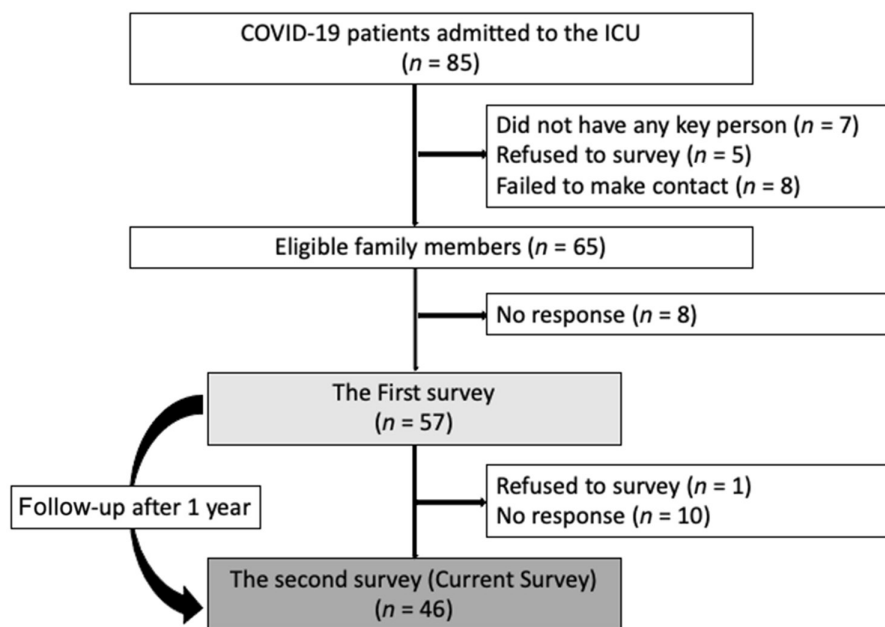 COVID-19 patients admitted to the ICU
(n = 85)
Did not have any key person (n = 7)
Refused to survey (n = 5)
Failed to make contact (n = 8)
Eligible family members (n = 65)
No response (n = 8)
The First survey
(n = 57)
Refused to survey (n = 1)
No response (n = 10)
Follow-up after 1 year
The second survey (Current Survey)
(n = 46)